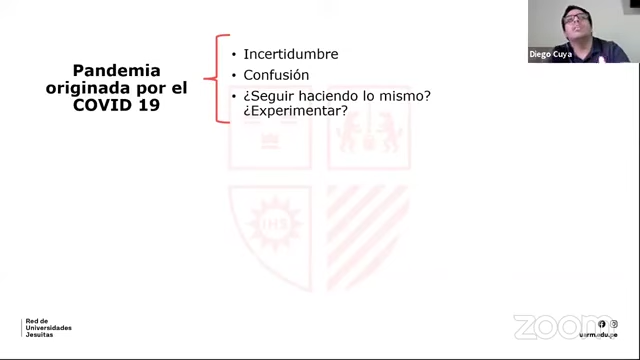 Pandemia
originada por el
COVID 19
• Incertidumbre
• Confusión
• ¿Seguir haciendo lo mismo?
¿Experimentar?
Diego Cuya
IHS
Red de
Universidades
Jesuitas
zoom